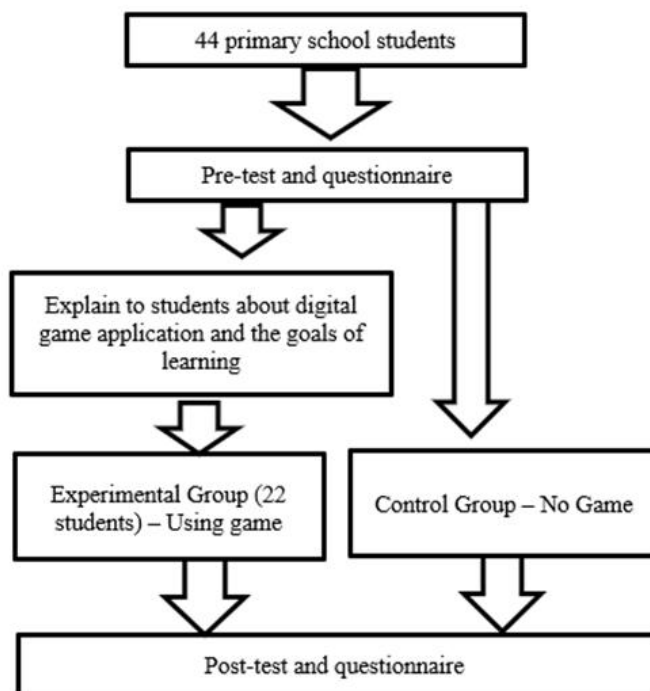 44 primary school students
Pre-test and questionnaire
Explain to students about digital
game application and the goals of
learning
Experimental Group (22
students) – Using game
Control Group – No Game
Post-test and questionnaire